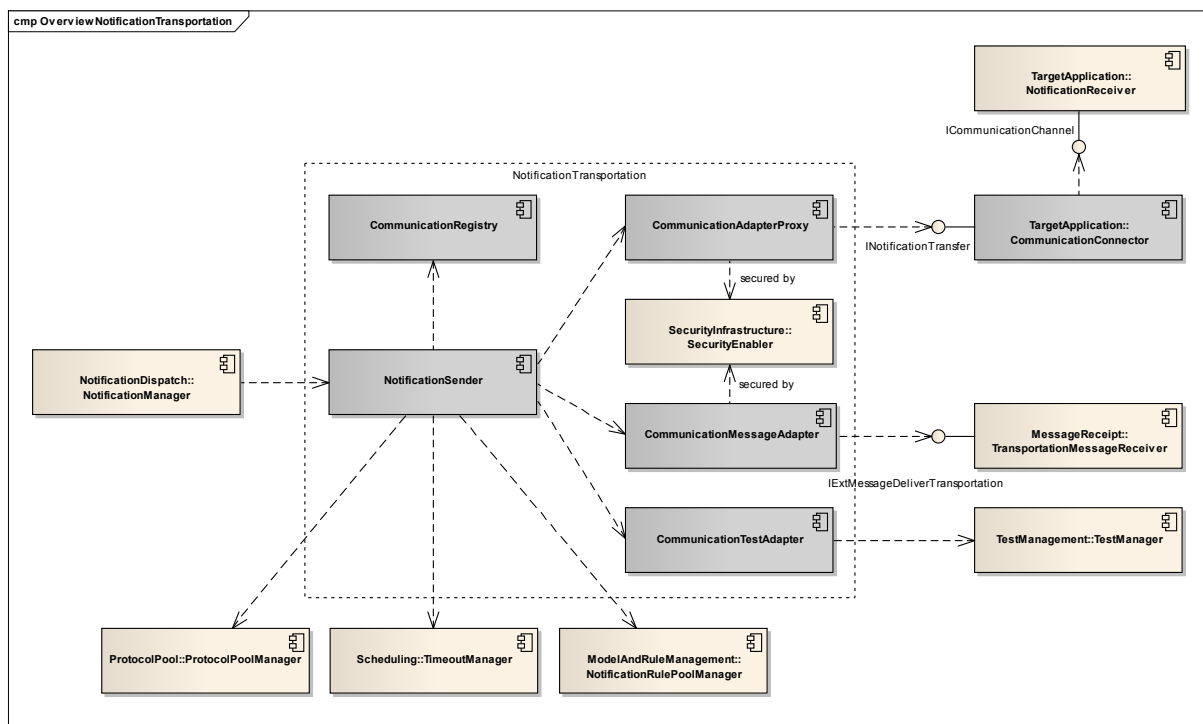 cmp OverviewNotificationTransportation
TargetApplication::
NotificationReceiver
ICommunicationChannel
NotificationTransportation
CommunicationRegistry
CommunicationAdapterProxy
INotificationTransfer
TargetApplication::
CommunicationConnector
secured by
SecurityInfrastructure::
SecurityEnabler
NotificationDispatch::
NotificationManager
NotificationSender
secured by
CommunicationMessageAdapter
MessageReceipt::
TransportationMessageReceiver
IExtMessageDeliverTransportation
CommunicationTestAdapter
TestManagement::TestManager
ProtocolPool::ProtocolPoolManager
Scheduling::TimeoutManager
ModelAndRuleManagement::
NotificationRulePoolManager